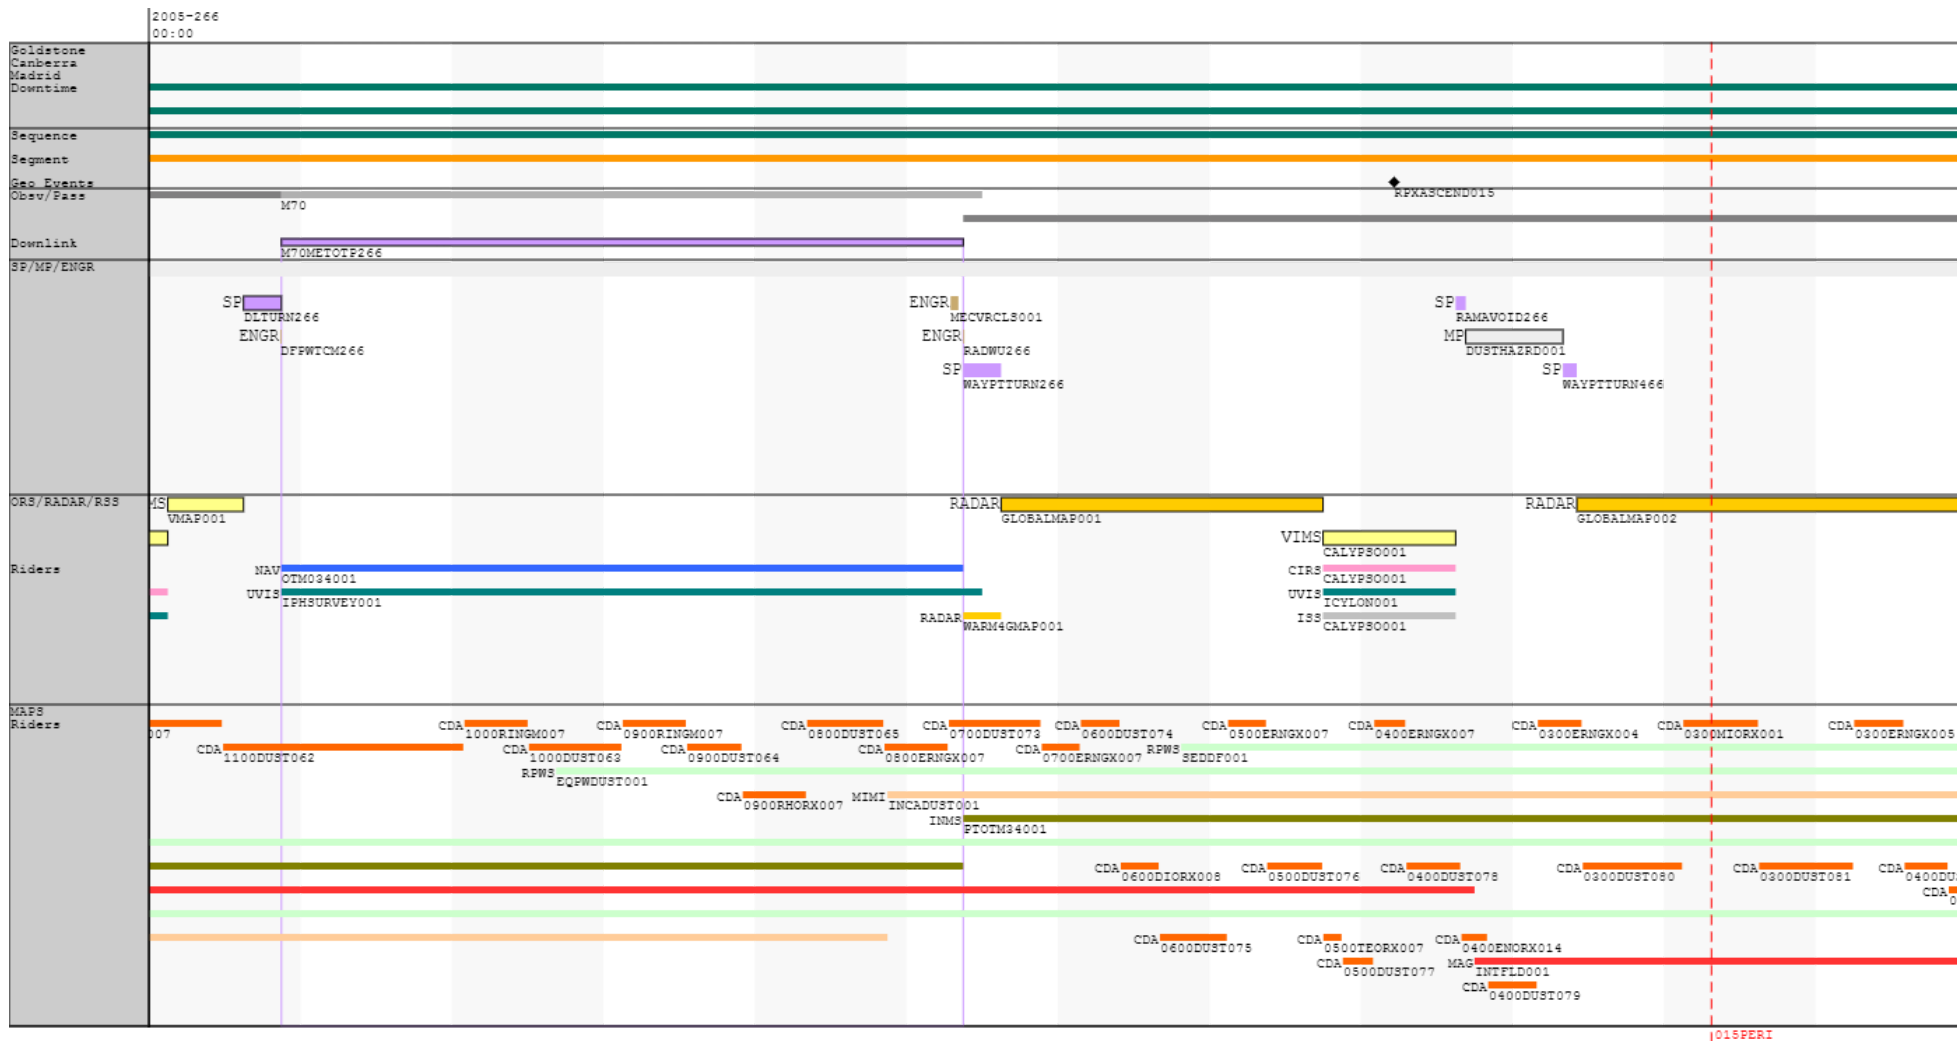 2005-266
00:00
Goldstone
Canberra
Madrid
Downtime
Sequence
Segment
Geo Events
RPXASCEND015
Obsv/Pass
M70
Downlink
M70METOTP266
SP/MP/ENGR
SP DLTURN266
ENGR DFPWTCM266
ENGR MECVRCLS001
ENGR RADWU266
SP WAYPTTURN266
SP RAMAVOID266
MP DUSTHAZRD001
SP WAYPTTURN466
ORS/RADAR/RSS
MS VMAP001
RADAR GLOBALMAP001
RADAR GLOBALMAP002
VIMS CALYPSO001
Riders
NAV OTM034001
CIRS CALYPSO001
UVIS IPHSURVEY001
UVIS ICYLON001
RADAR WARM4GMAP001
ISS CALYPSO001
MAPS
Riders
007
CDA 1000RINGM007
CDA 0900RINGM007
CDA 0800DUST065
CDA 0700DUST073
CDA 0600DUST074
CDA 0500ERNGX007
CDA 0400ERNGX007
CDA 0300ERNGX004
CDA 0300MIORX001
CDA 0300ERNGX005
CDA 1100DUST062
CDA 1000DUST063
CDA 0900DUST064
CDA 0800ERNGX007
CDA 0700ERNGX007
RPWS SEDDF001
RPWS EQPWDUST001
CDA 0900RHORX007
MIMI INCADUST001
INMS PTOTM34001
CDA 0600DIORX008
CDA 0500DUST076
CDA 0400DUST078
CDA 0300DUST080
CDA 0300DUST081
CDA 0400DU
CDA 0
CDA 0600DUST075
CDA 0500TEORX007
CDA 0400ENORX014
CDA 0500DUST077
MAG INTFLD001
CDA 0400DUST079
015PERI